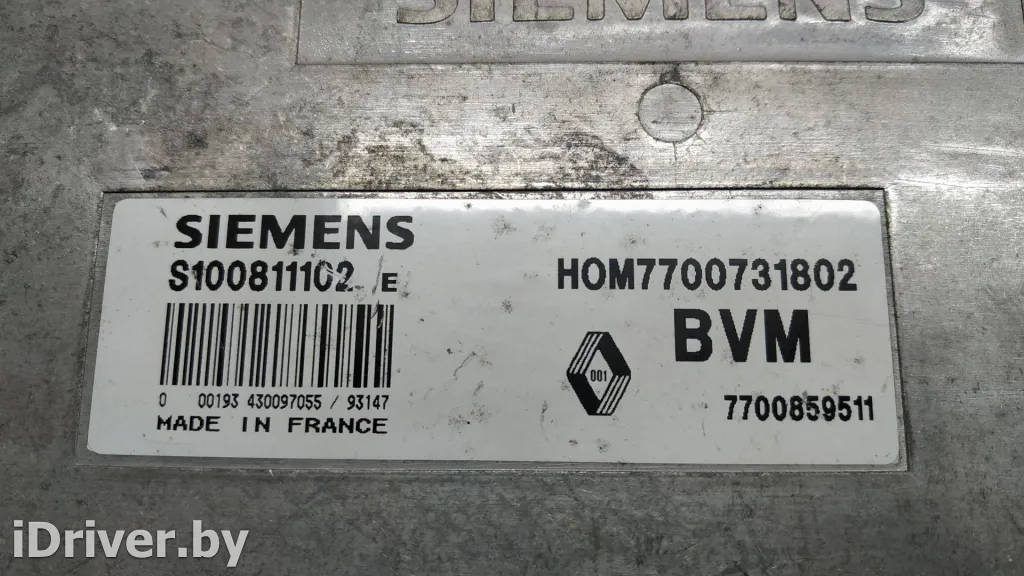 SIEMENS
SIEMENS
S100811102 E
HOM7700731802
BVM
001
0 00193 430097055 / 93147
7700859511
MADE IN FRANCE
iDriver.by